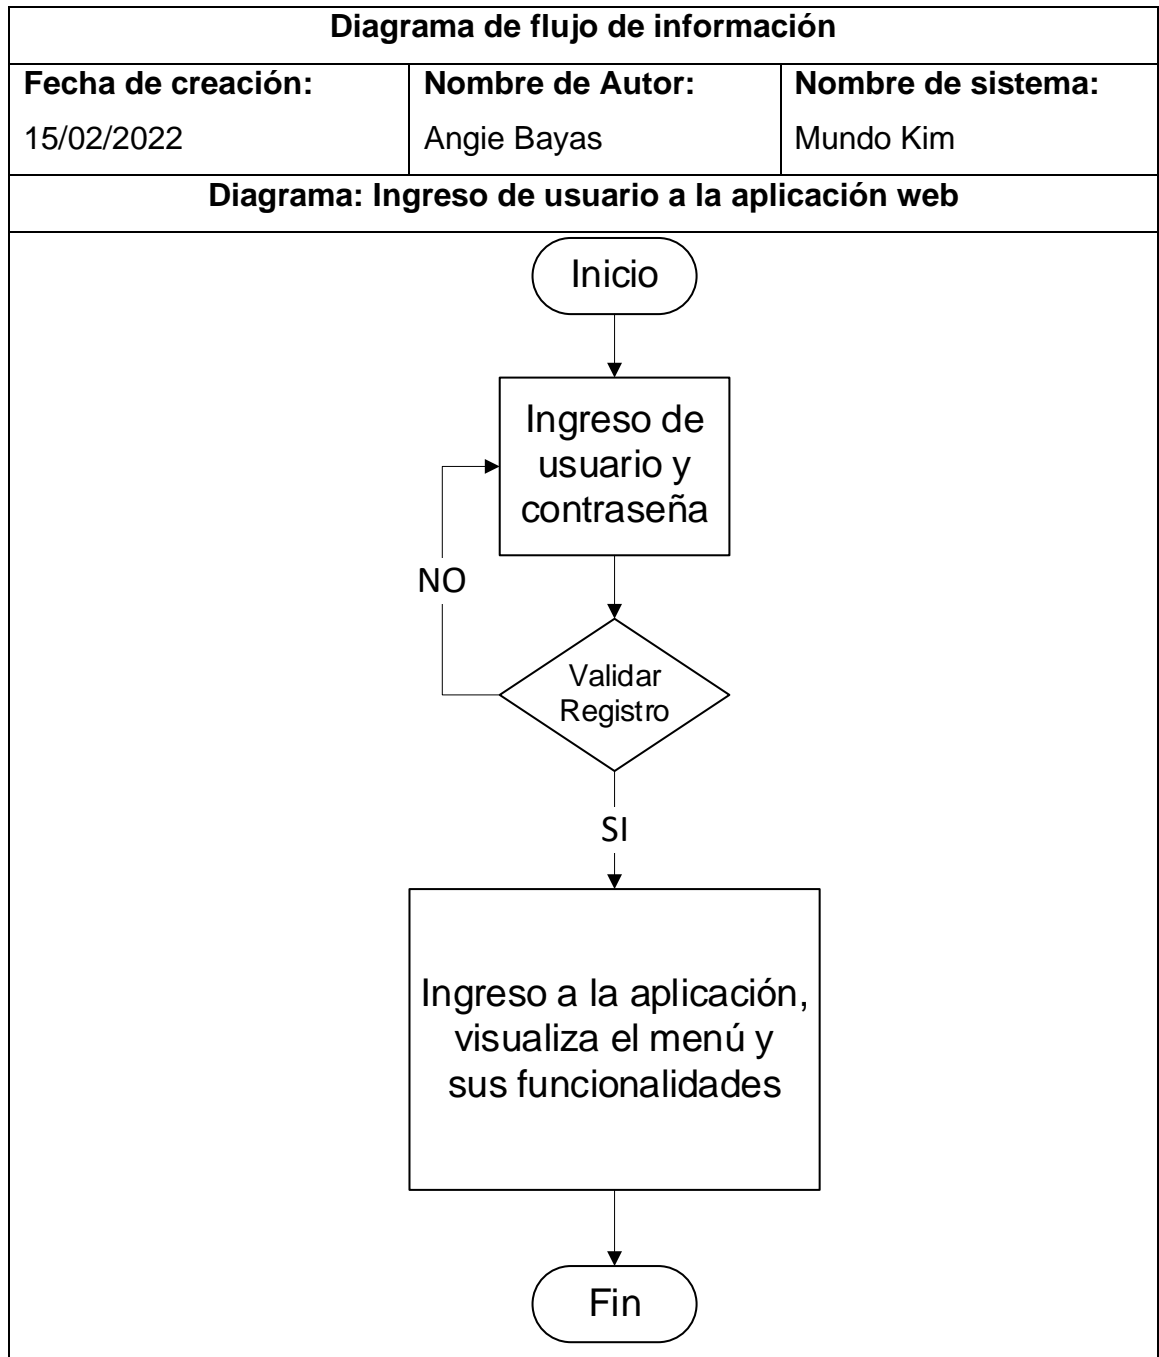 Diagrama de flujo de información
Fecha de creación:
15/02/2022
Nombre de Autor:
Angie Bayas
Nombre de sistema:
Mundo Kim
Diagrama: Ingreso de usuario a la aplicación web
Inicio
Ingreso de
usuario y
contraseña
NO
Validar
Registro
SI
Ingreso a la aplicación,
visualiza el menú y
sus funcionalidades
Fin